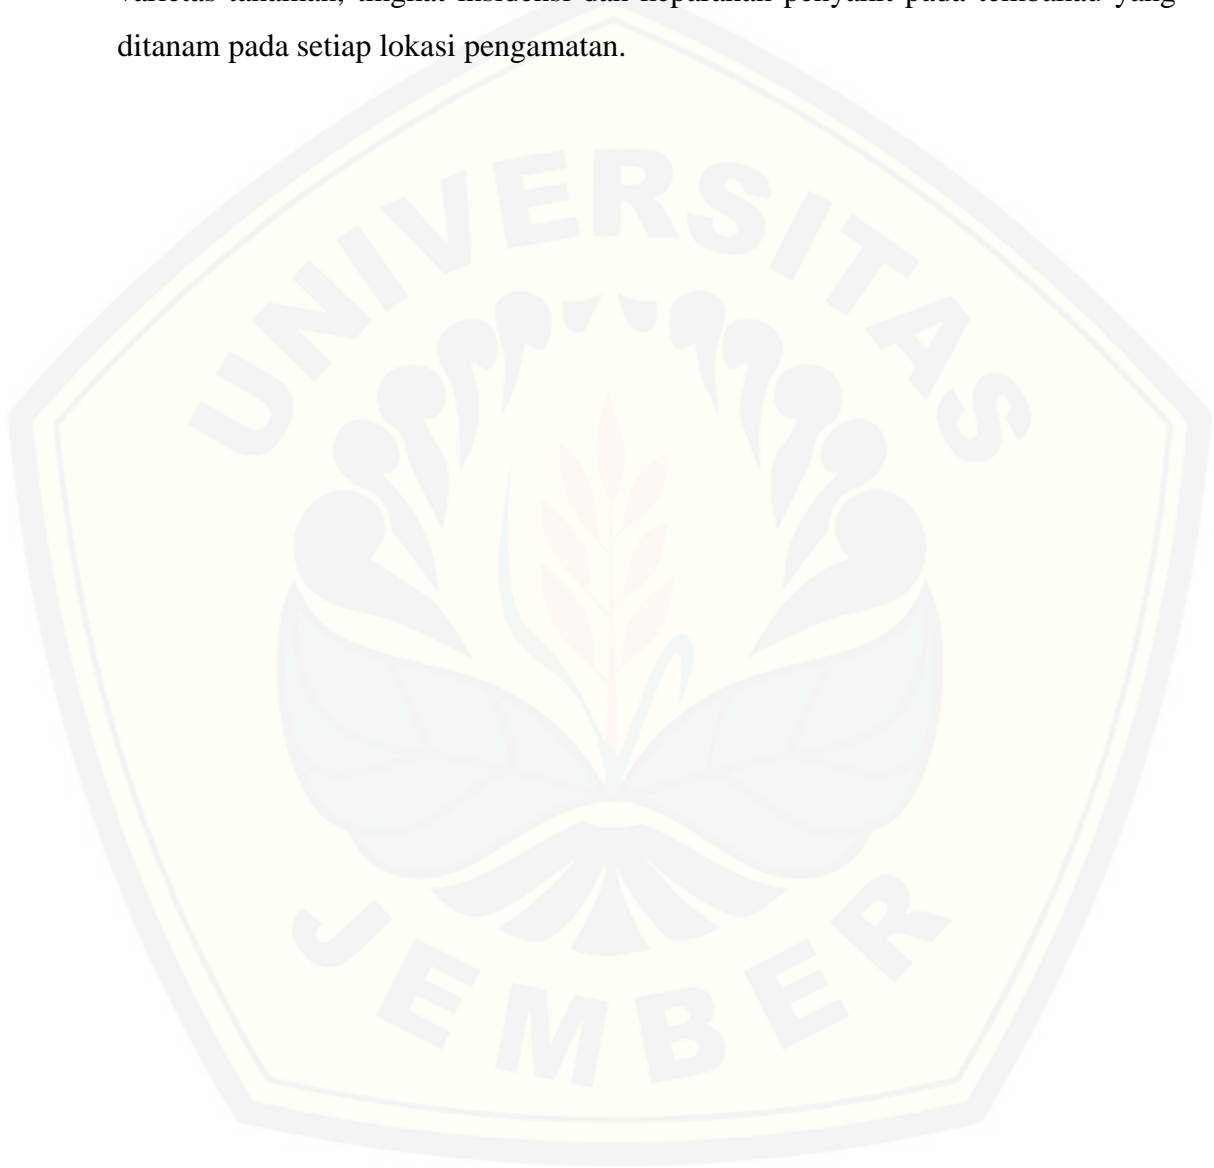 varietas tanaman, tingkat insidensi dan keparahan penyakit pada tembakau yang
ditanam pada setiap lokasi pengamatan.
UNIVERSITAS
JEMBER